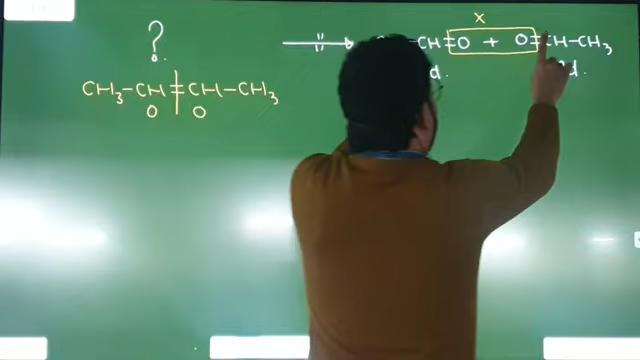 ?
CH₃-CH=CH-CH₃
O O
X
CH=O + O=CH-CH₃
d.
d.